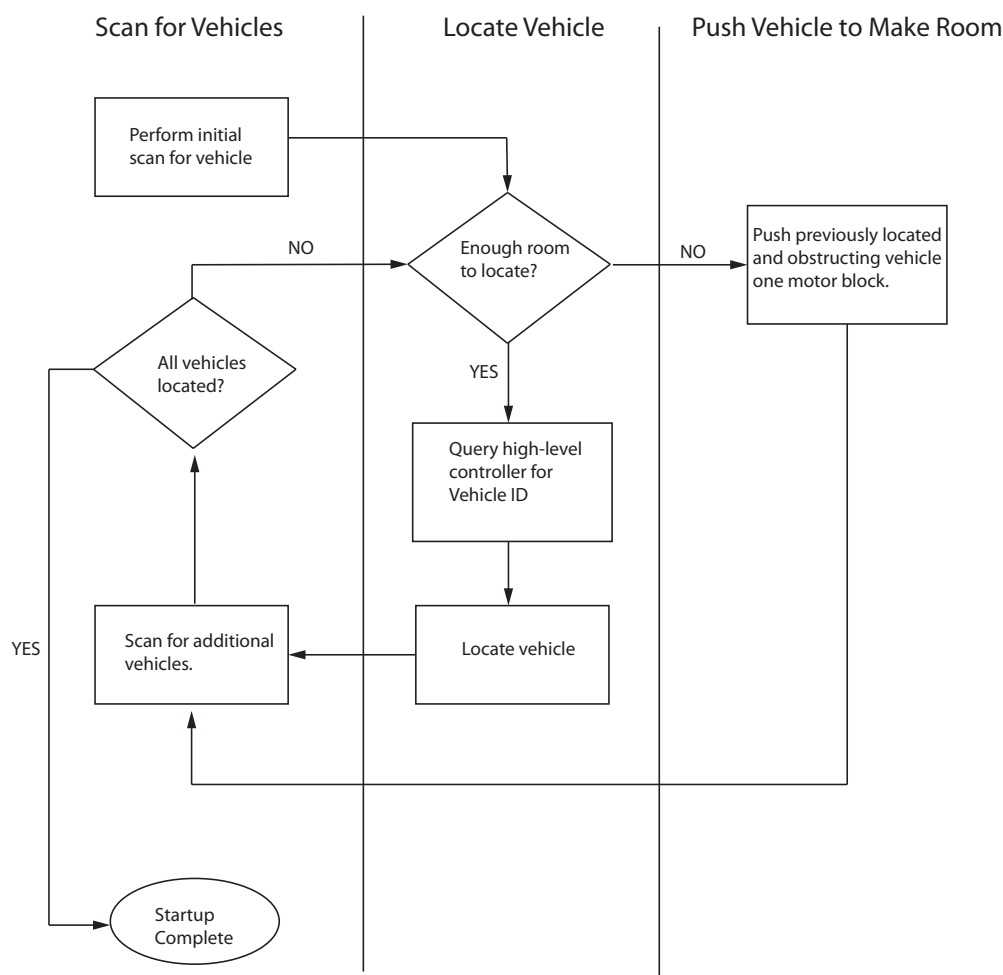 Scan for Vehicles
Locate Vehicle
Push Vehicle to Make Room
Perform initial
scan for vehicle
NO
Enough room
to locate?
NO
Push previously located
and obstructing vehicle
one motor block.
All vehicles
located?
YES
Query high-level
controller for
Vehicle ID
YES
Scan for additional
vehicles.
Locate vehicle
Startup
Complete